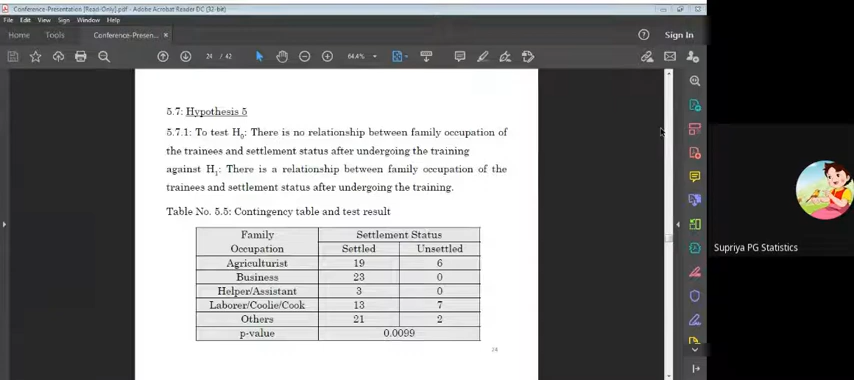 Conference-Presentation [Read-Only].pdf - Adobe Acrobat Reader DC (32-bit)
File Edit View Sign Window Help
Home Tools Conference-Presen... ×
24 / 42 64.4%
Sign In
5.7: Hypothesis 5
5.7.1: To test H0: There is no relationship between family occupation of
the trainees and settlement status after undergoing the training
against H1: There is a relationship between family occupation of the
trainees and settlement status after undergoing the training.
Table No. 5.5: Contingency table and test result
Family Occupation Settlement Status
Settled Unsettled
Agriculturist 19 6
Business 23 0
Helper/Assistant 3 0
Laborer/Coolie/Cook 13 7
Others 21 2
p-value 0.0099
24
Supriya PG Statistics